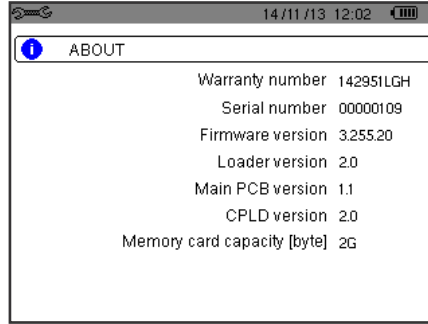 14/11/13 12:02
ABOUT
Warranty number 142951LGH
Serial number 00000109
Firmware version 3.255.20
Loader version 2.0
Main PCB version 1.1
CPLD version 2.0
Memory card capacity [byte] 2G